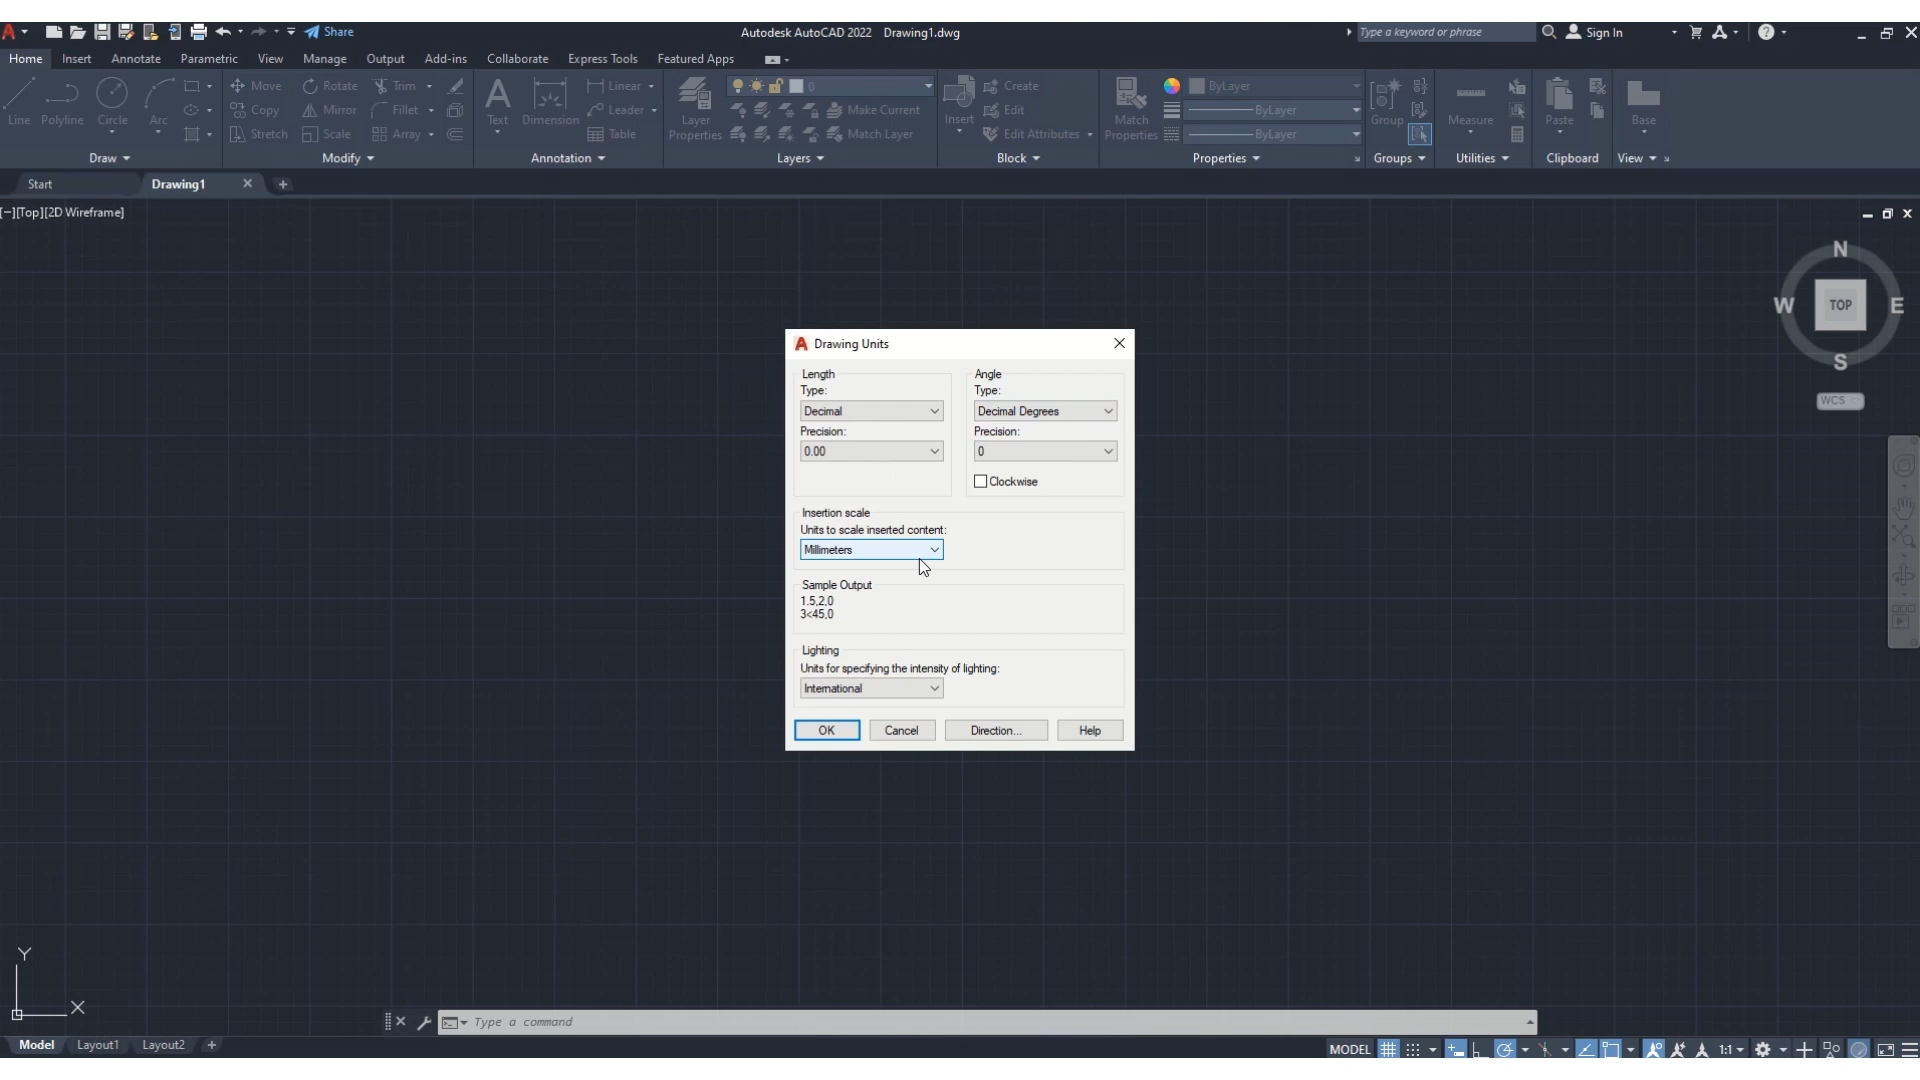 Share
Autodesk AutoCAD 2022 Drawing1.dwg
Type a keyword or phrase
Sign In
Home Insert Annotate Parametric View Manage Output Add-ins Collaborate Express Tools Featured Apps
Line Polyline Circle Arc
Move Rotate Trim
Copy Mirror Fillet
Stretch Scale Array
Text Dimension
Linear
Leader
Table
Layer
Properties
0
Make Current
Match Layer
Insert
Create
Edit
Edit Attributes
Match
Properties
ByLayer
ByLayer
ByLayer
Group
Measure
Paste
Base
Draw Modify Annotation Layers Block Properties Groups Utilities Clipboard View
Start Drawing1
[−][Top][2D Wireframe]
N
W TOP E
S
WCS
Drawing Units
Length
Type:
Decimal
Precision:
0.00
Angle
Type:
Decimal Degrees
Precision:
0
Clockwise
Insertion scale
Units to scale inserted content:
Millimeters
Sample Output
1.5,2,0
3<45,0
Lighting
Units for specifying the intensity of lighting:
International
OK Cancel Direction... Help
Y
X
Type a command
Model Layout1 Layout2
MODEL 1:1